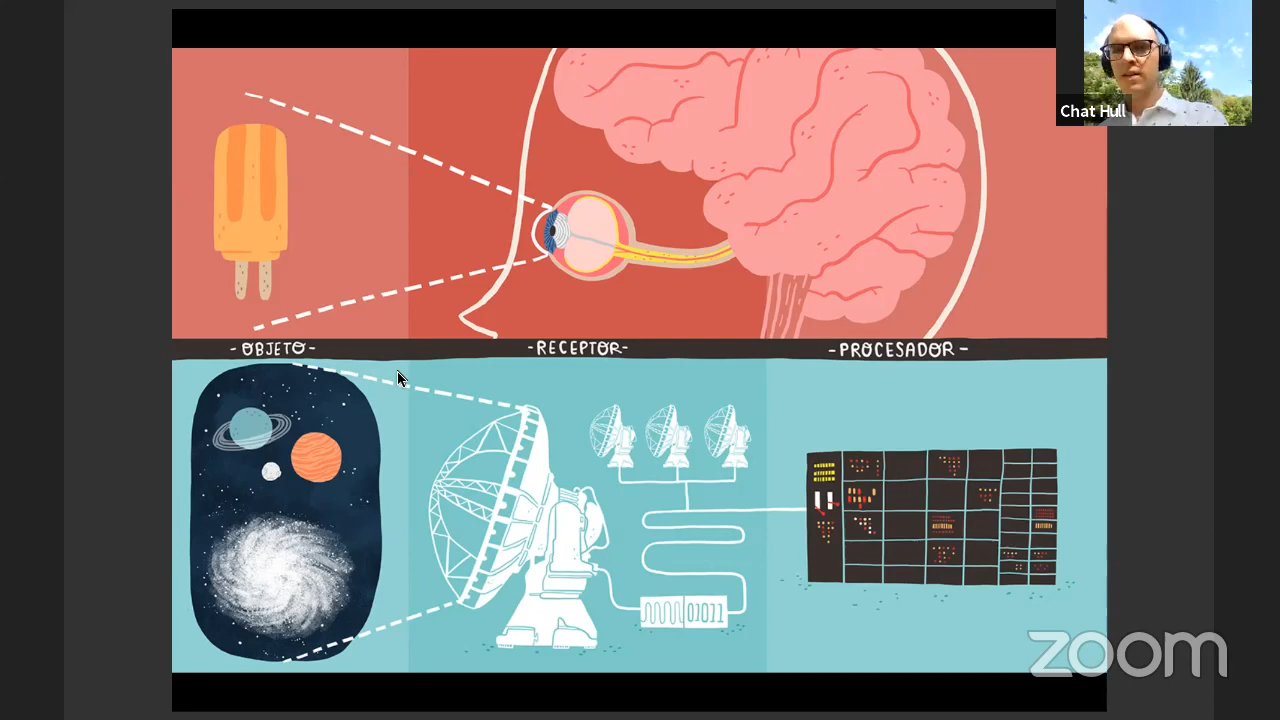 Chat Hull
-OBJETO-
-RECEPTOR-
-PROCESADOR-
01011
zoom